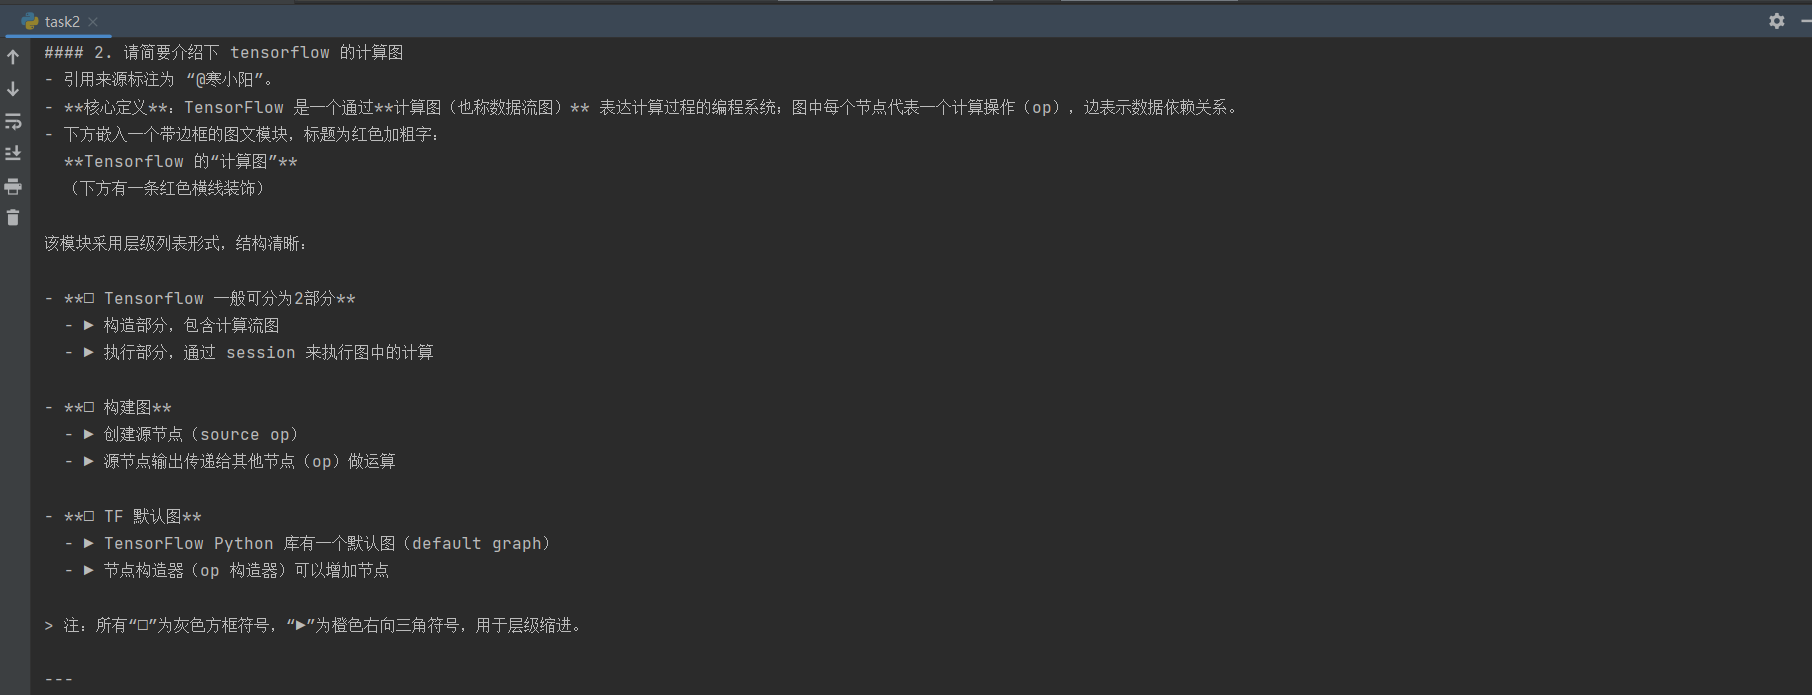 task2
#### 2. 请简要介绍下 tensorflow 的计算图
- 引用来源标注为 “@寒小阳”。
- **核心定义**：TensorFlow 是一个通过**计算图（也称数据流图）** 表达计算过程的编程系统；图中每个节点代表一个计算操作（op），边表示数据依赖关系。
- 下方嵌入一个带边框的图文模块，标题为红色加粗字：
**Tensorflow 的“计算图”**
（下方有一条红色横线装饰）
该模块采用层级列表形式，结构清晰：
- **□ Tensorflow 一般可分为2部分**
- ► 构造部分，包含计算流图
- ► 执行部分，通过 session 来执行图中的计算
- **□ 构建图**
- ► 创建源节点（source op）
- ► 源节点输出传递给其他节点（op）做运算
- **□ TF 默认图**
- ► TensorFlow Python 库有一个默认图（default graph）
- ► 节点构造器（op 构造器）可以增加节点
> 注：所有“□”为灰色方框符号，“►”为橙色右向三角符号，用于层级缩进。
---